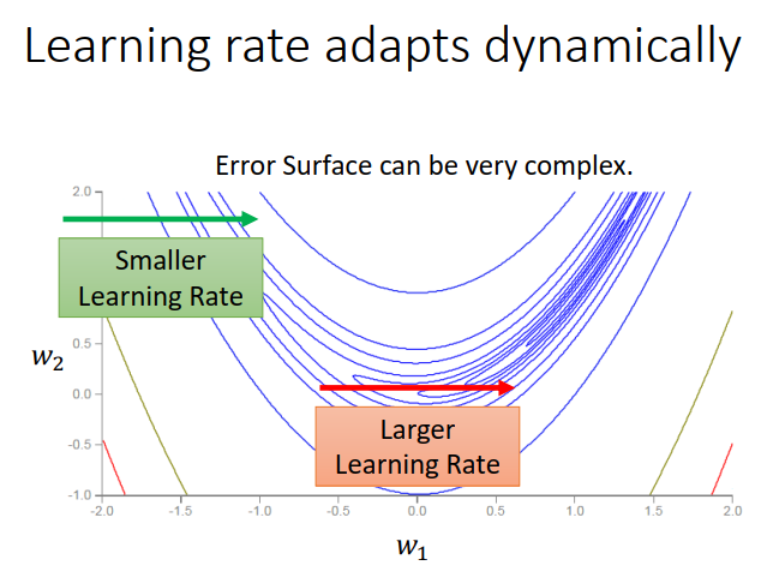 Learning rate adapts dynamically
Error Surface can be very complex.
2.0
Smaller
Learning Rate
w₂
0.5
0.0
-0.5
-1.0
Larger
Learning Rate
-2.0 -1.5 -1.0 -0.5 0.0 0.5 1.0 1.5 2.0
w₁